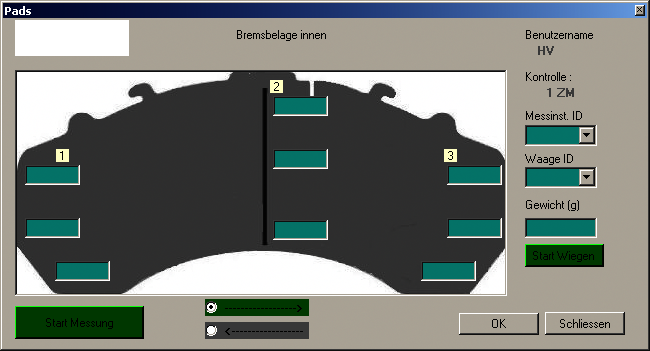 Pads
Bremsbelage innen
Benutzername
HV
Kontrolle :
1 ZM
Messinst. ID
Waage ID
Gewicht (g)
Start Wiegen
2
1
3
Start Messung
------------------>
<------------------
OK
Schliessen